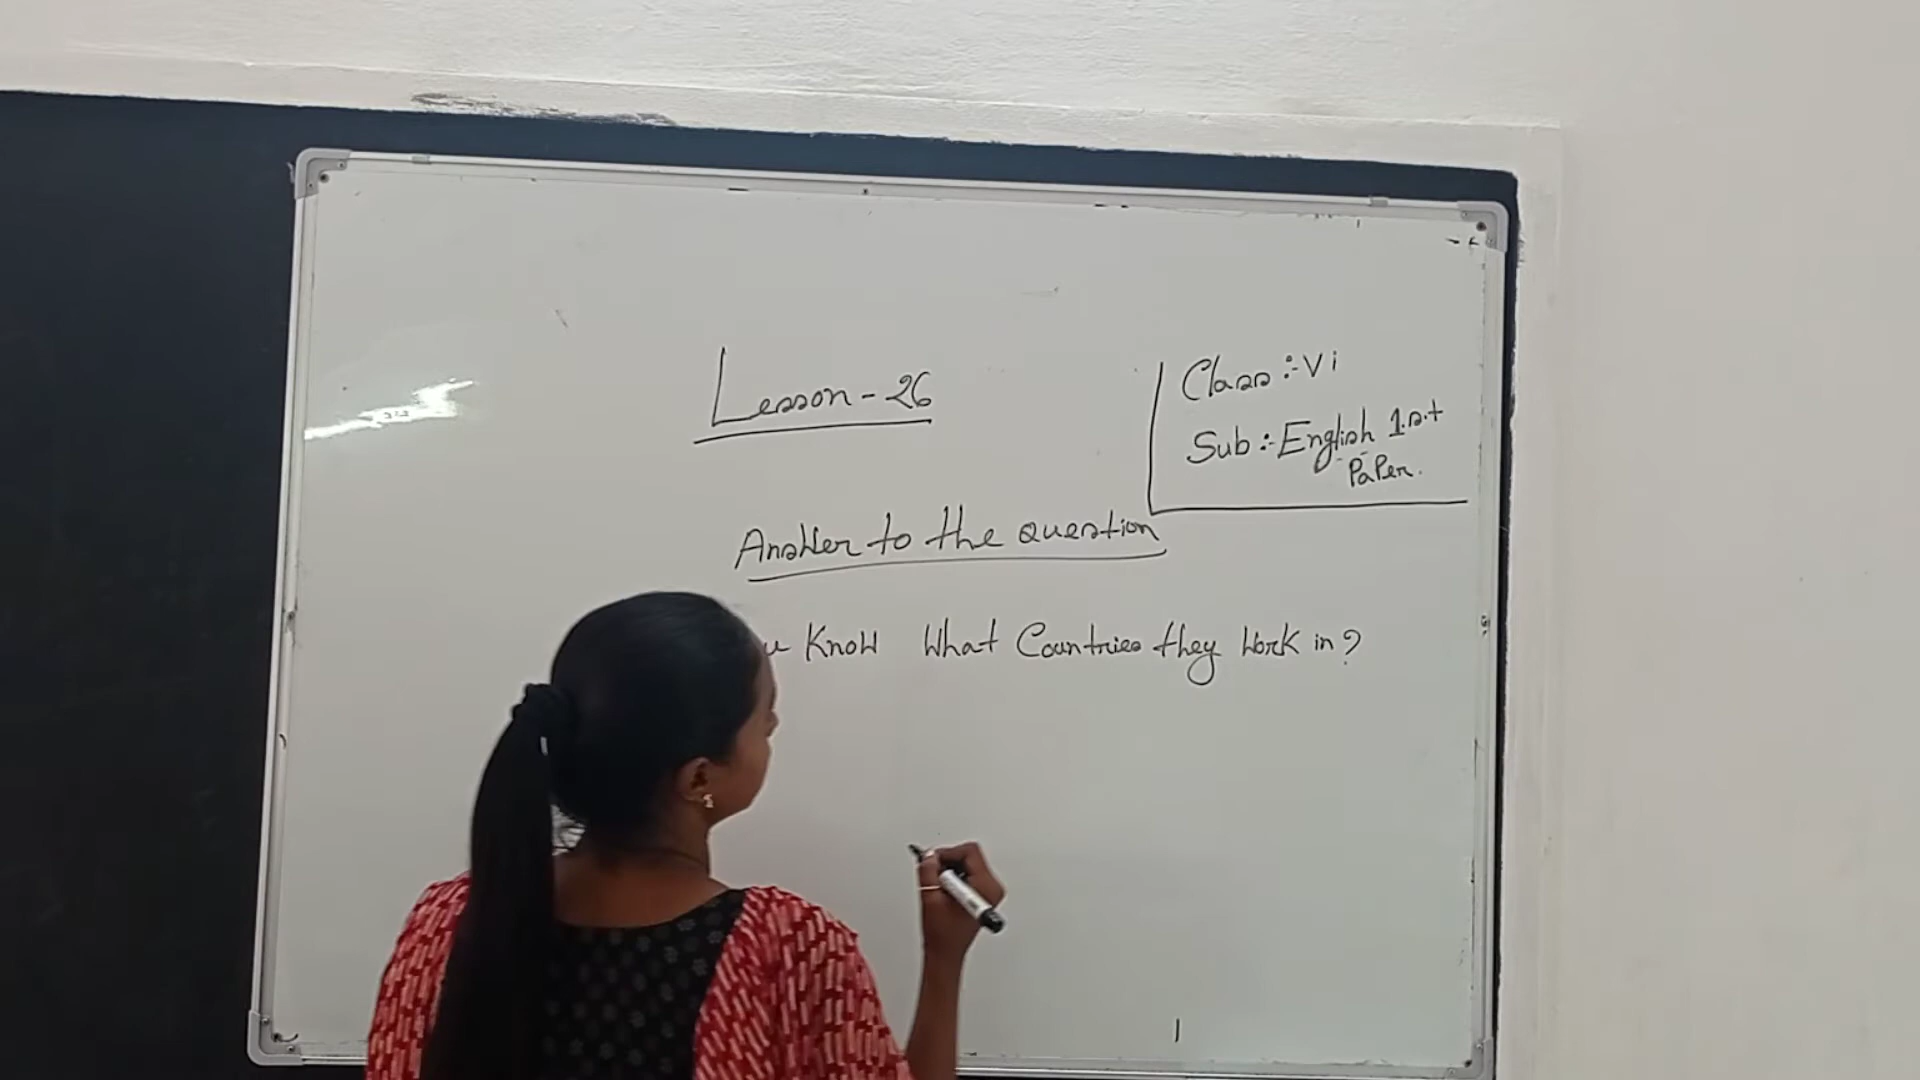 Lesson - 26
Class :- Vi
Sub :- English 1st
Paper.
Answer to the question
Know What Countries they Work in?